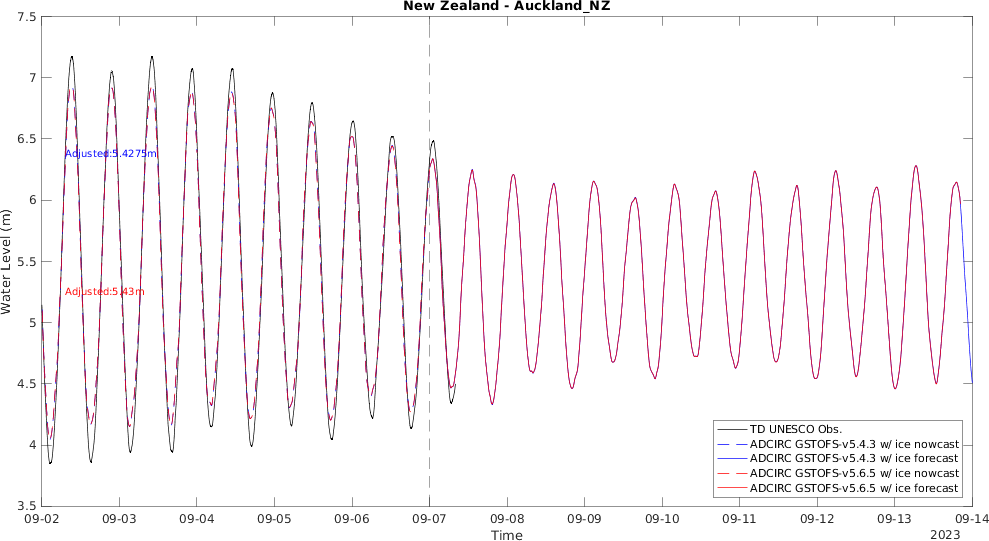 New Zealand - Auckland_NZ
7.5
7
6.5
6
5.5
5
4.5
4
3.5
Water Level (m)
Adjusted:5.4275m
Adjusted:5.43m
TD UNESCO Obs.
ADCIRC GSTOFS-v5.4.3 w/ ice nowcast
ADCIRC GSTOFS-v5.4.3 w/ ice forecast
ADCIRC GSTOFS-v5.6.5 w/ ice nowcast
ADCIRC GSTOFS-v5.6.5 w/ ice forecast
09-02 09-03 09-04 09-05 09-06 09-07 09-08 09-09 09-10 09-11 09-12 09-13 09-14
Time
2023